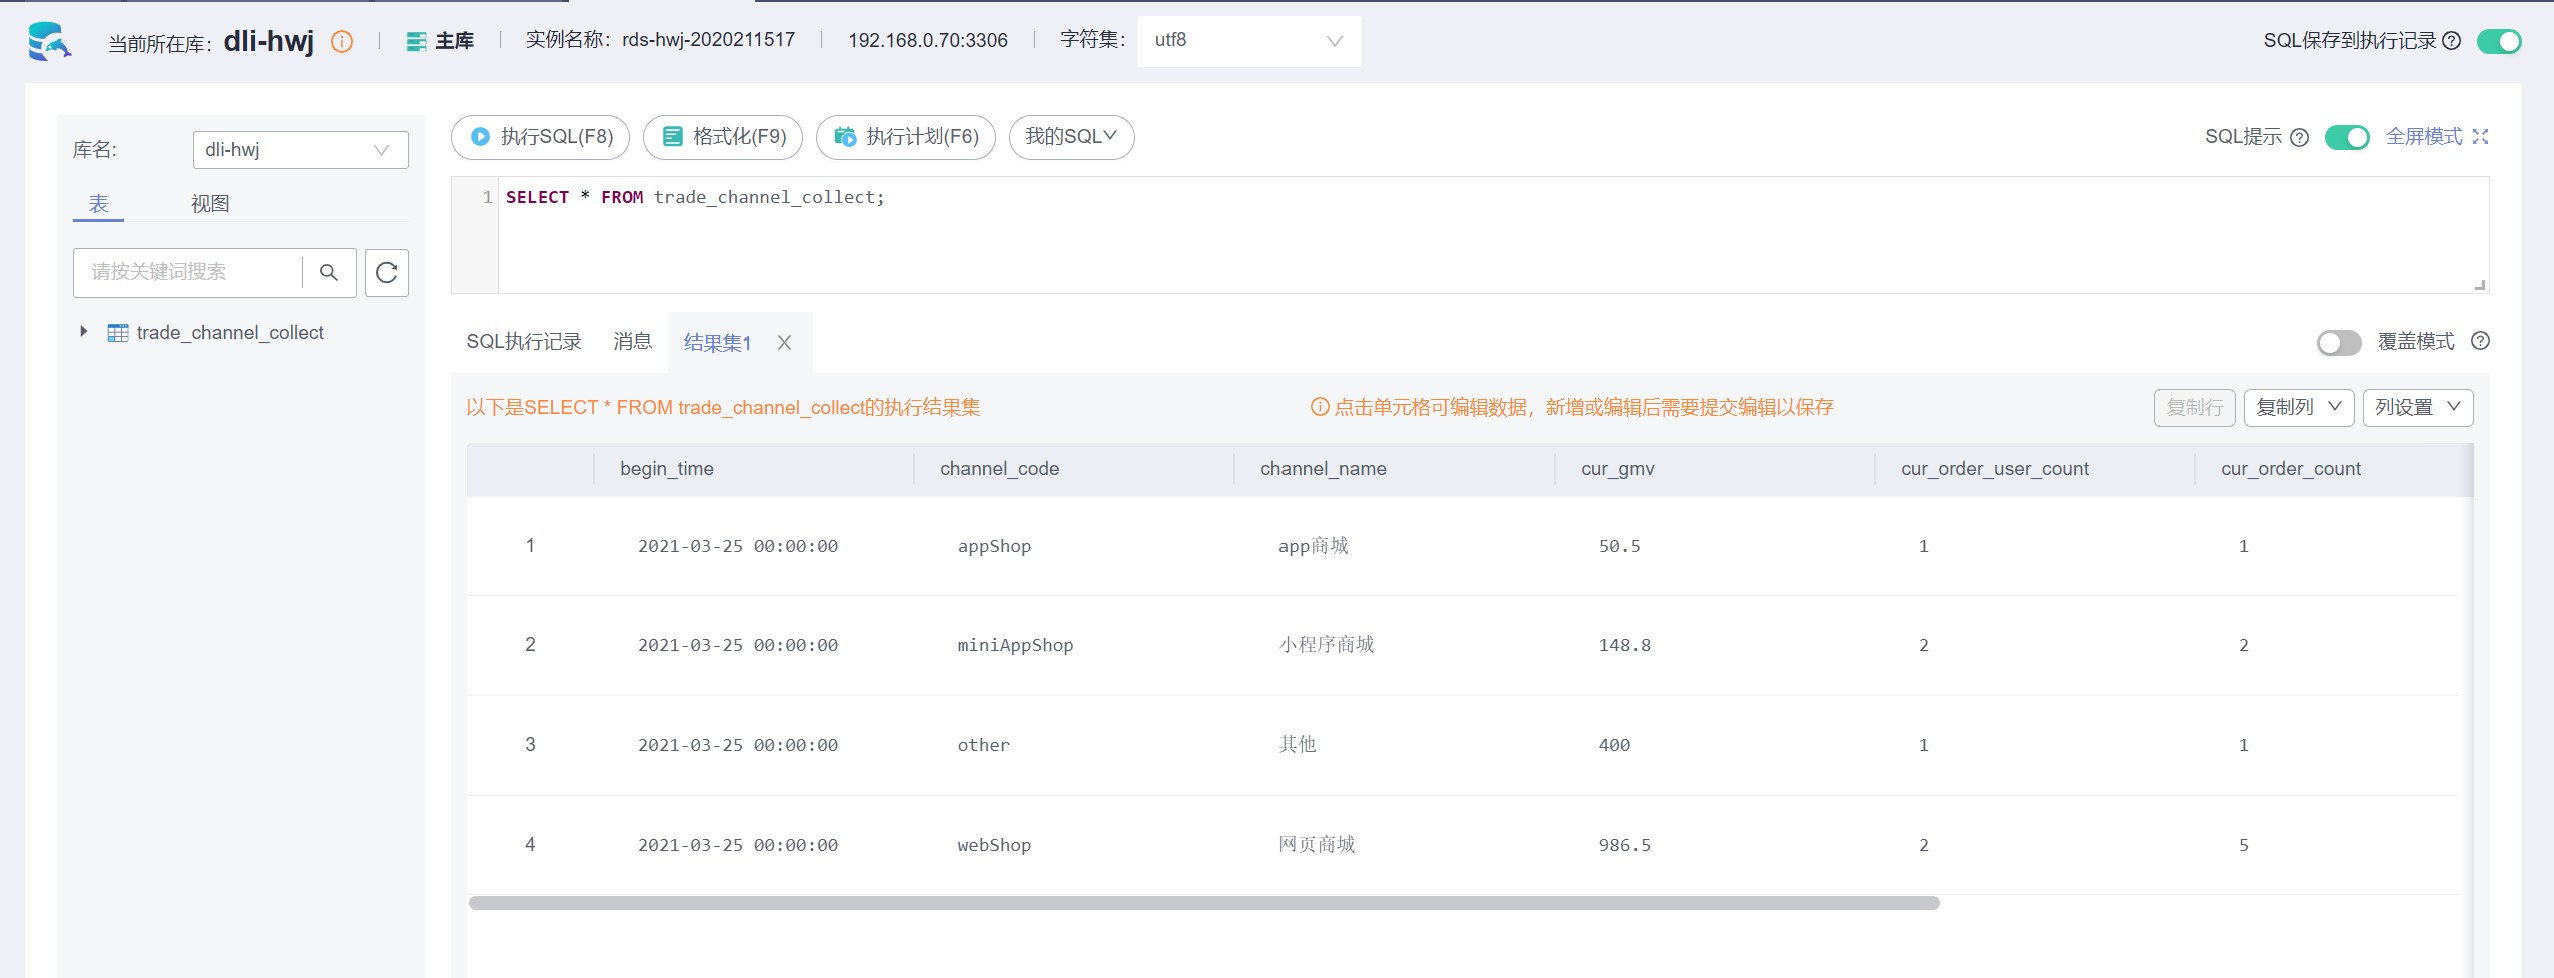 当前所在库: dli-hwj 主库 实例名称: rds-hwj-2020211517 192.168.0.70:3306 字符集: utf8 SQL保存到执行记录
库名: dli-hwj
表 视图
请按关键词搜索
trade_channel_collect
执行SQL(F8) 格式化(F9) 执行计划(F6) 我的SQL SQL提示 全屏模式
1 SELECT * FROM trade_channel_collect;
SQL执行记录 消息 结果集1 X 覆盖模式
以下是SELECT * FROM trade_channel_collect的执行结果集 点击单元格可编辑数据，新增或编辑后需要提交编辑以保存 复制行 复制列 列设置
begin_time channel_code channel_name cur_gmv cur_order_user_count cur_order_count
1 2021-03-25 00:00:00 appShop app商城 50.5 1 1
2 2021-03-25 00:00:00 miniAppShop 小程序商城 148.8 2 2
3 2021-03-25 00:00:00 other 其他 400 1 1
4 2021-03-25 00:00:00 webShop 网页商城 986.5 2 5